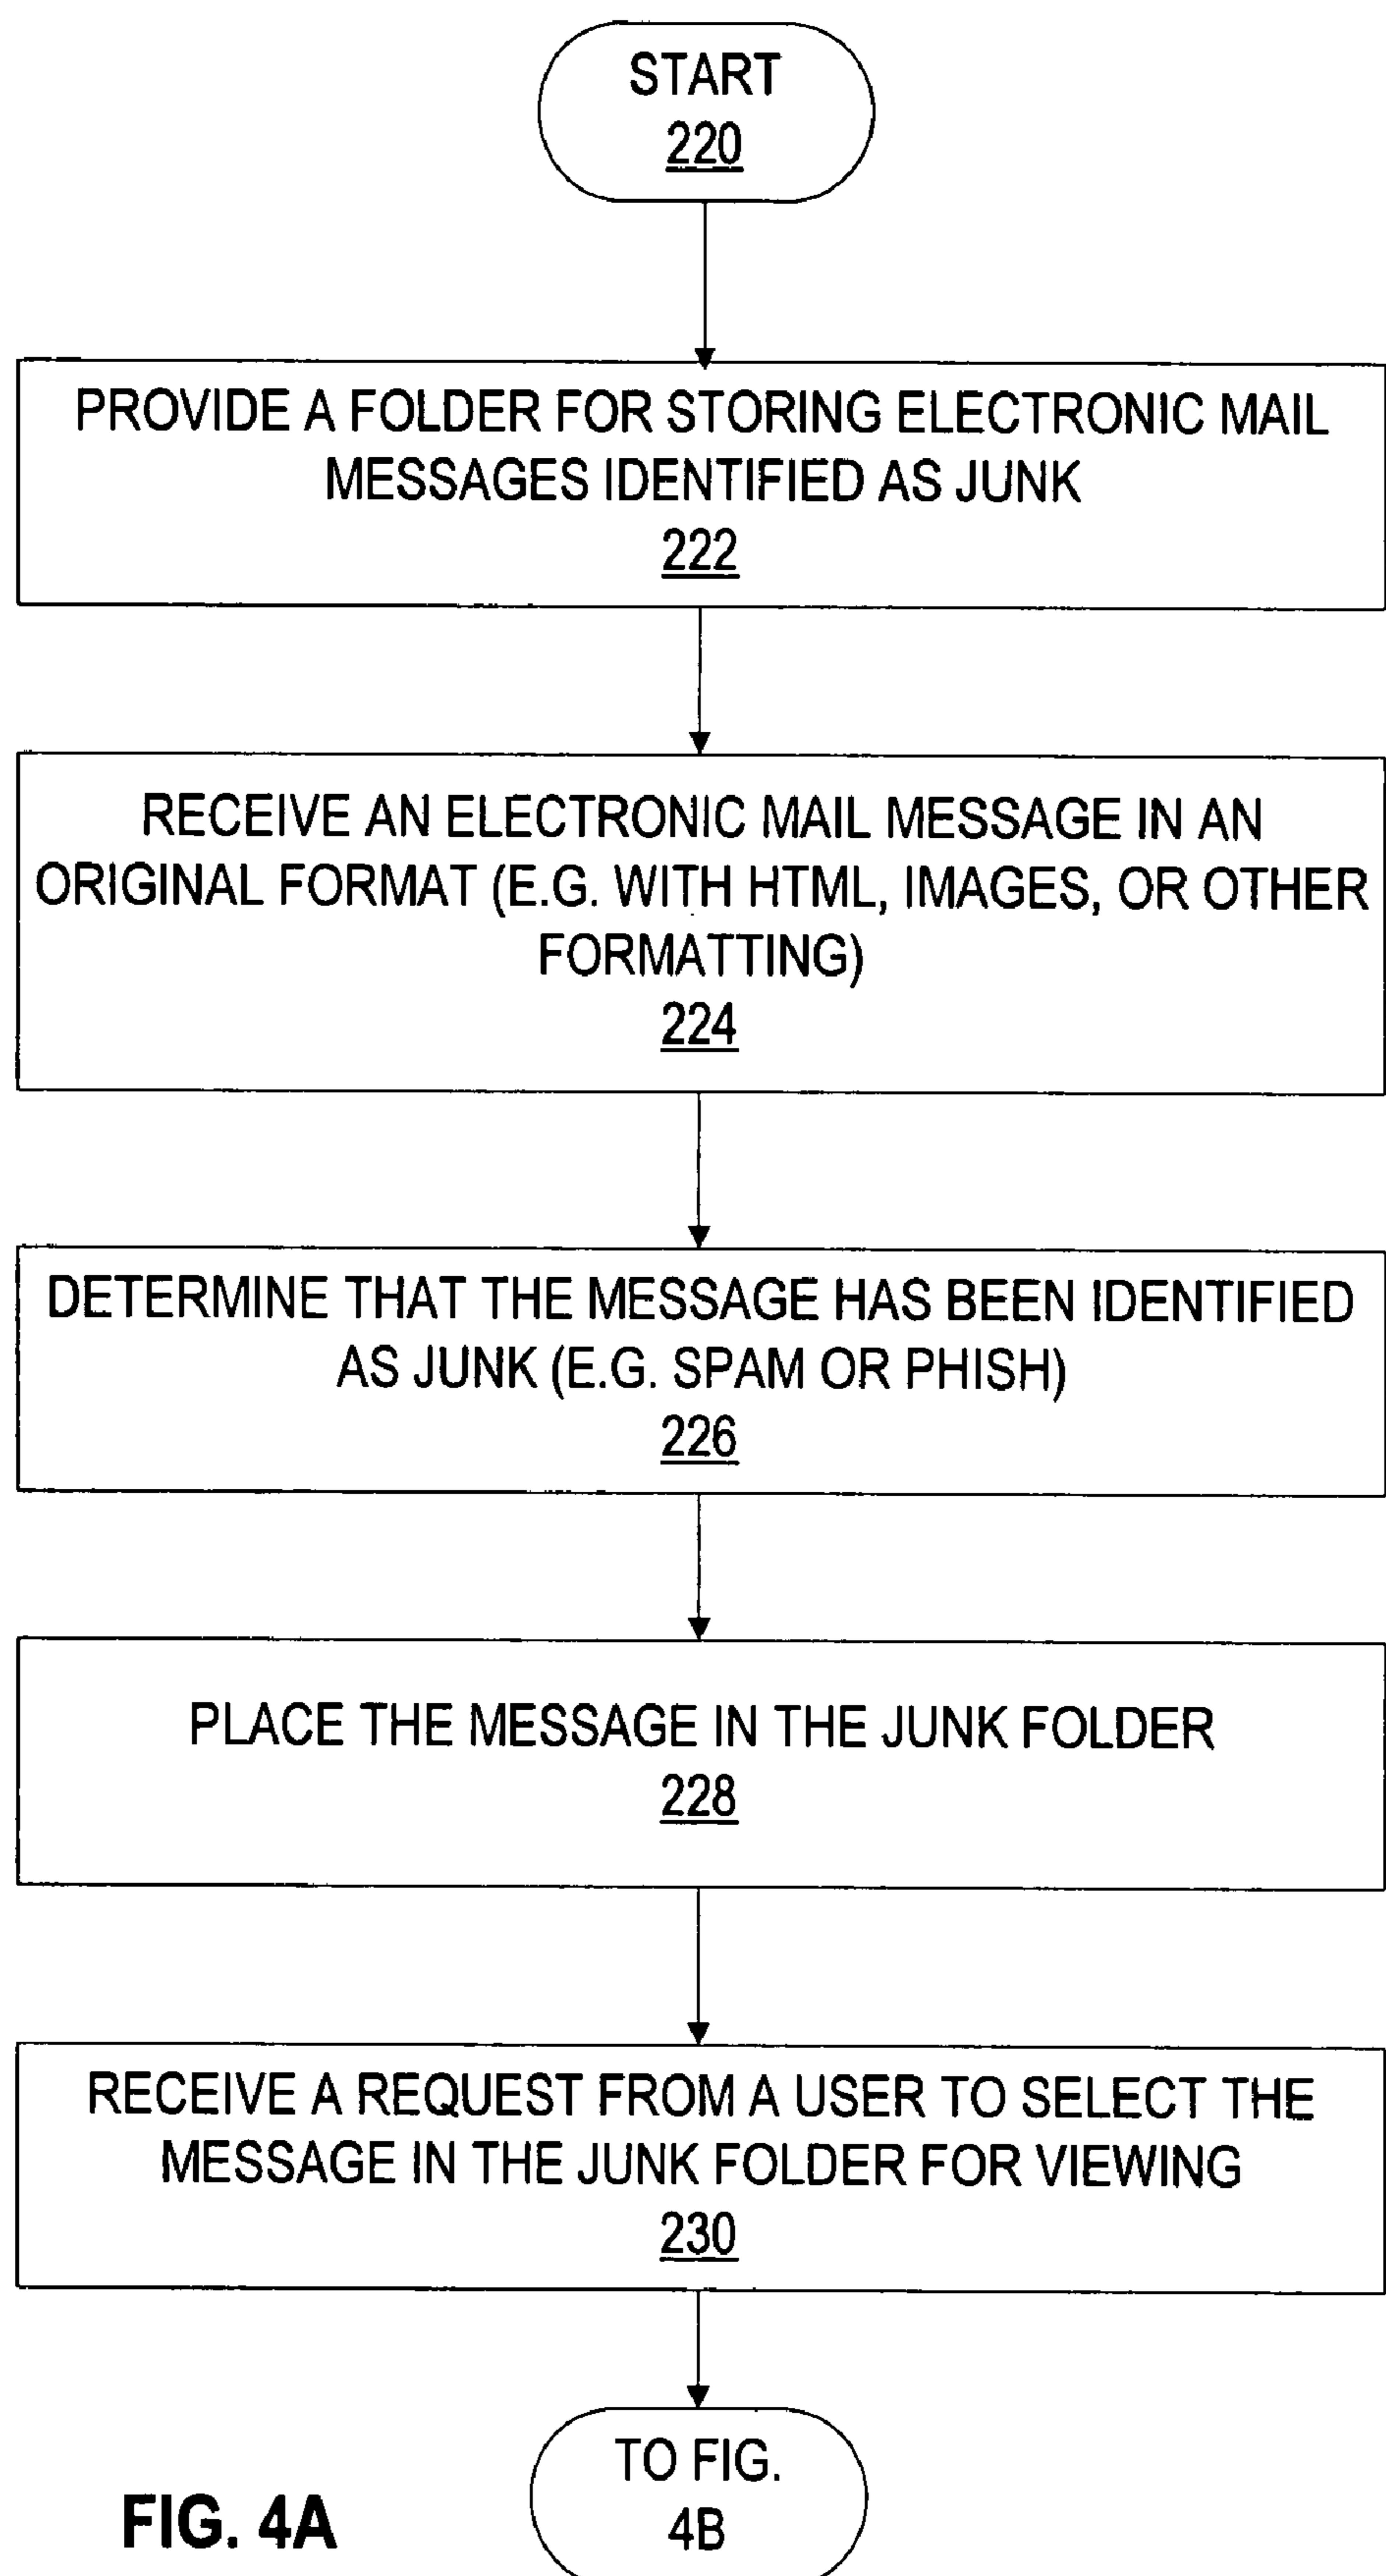 START
220
PROVIDE A FOLDER FOR STORING ELECTRONIC MAIL
MESSAGES IDENTIFIED AS JUNK
222
RECEIVE AN ELECTRONIC MAIL MESSAGE IN AN
ORIGINAL FORMAT (E.G. WITH HTML, IMAGES, OR OTHER
FORMATTING)
224
DETERMINE THAT THE MESSAGE HAS BEEN IDENTIFIED
AS JUNK (E.G. SPAM OR PHISH)
226
PLACE THE MESSAGE IN THE JUNK FOLDER
228
RECEIVE A REQUEST FROM A USER TO SELECT THE
MESSAGE IN THE JUNK FOLDER FOR VIEWING
230
TO FIG.
4B
FIG. 4A